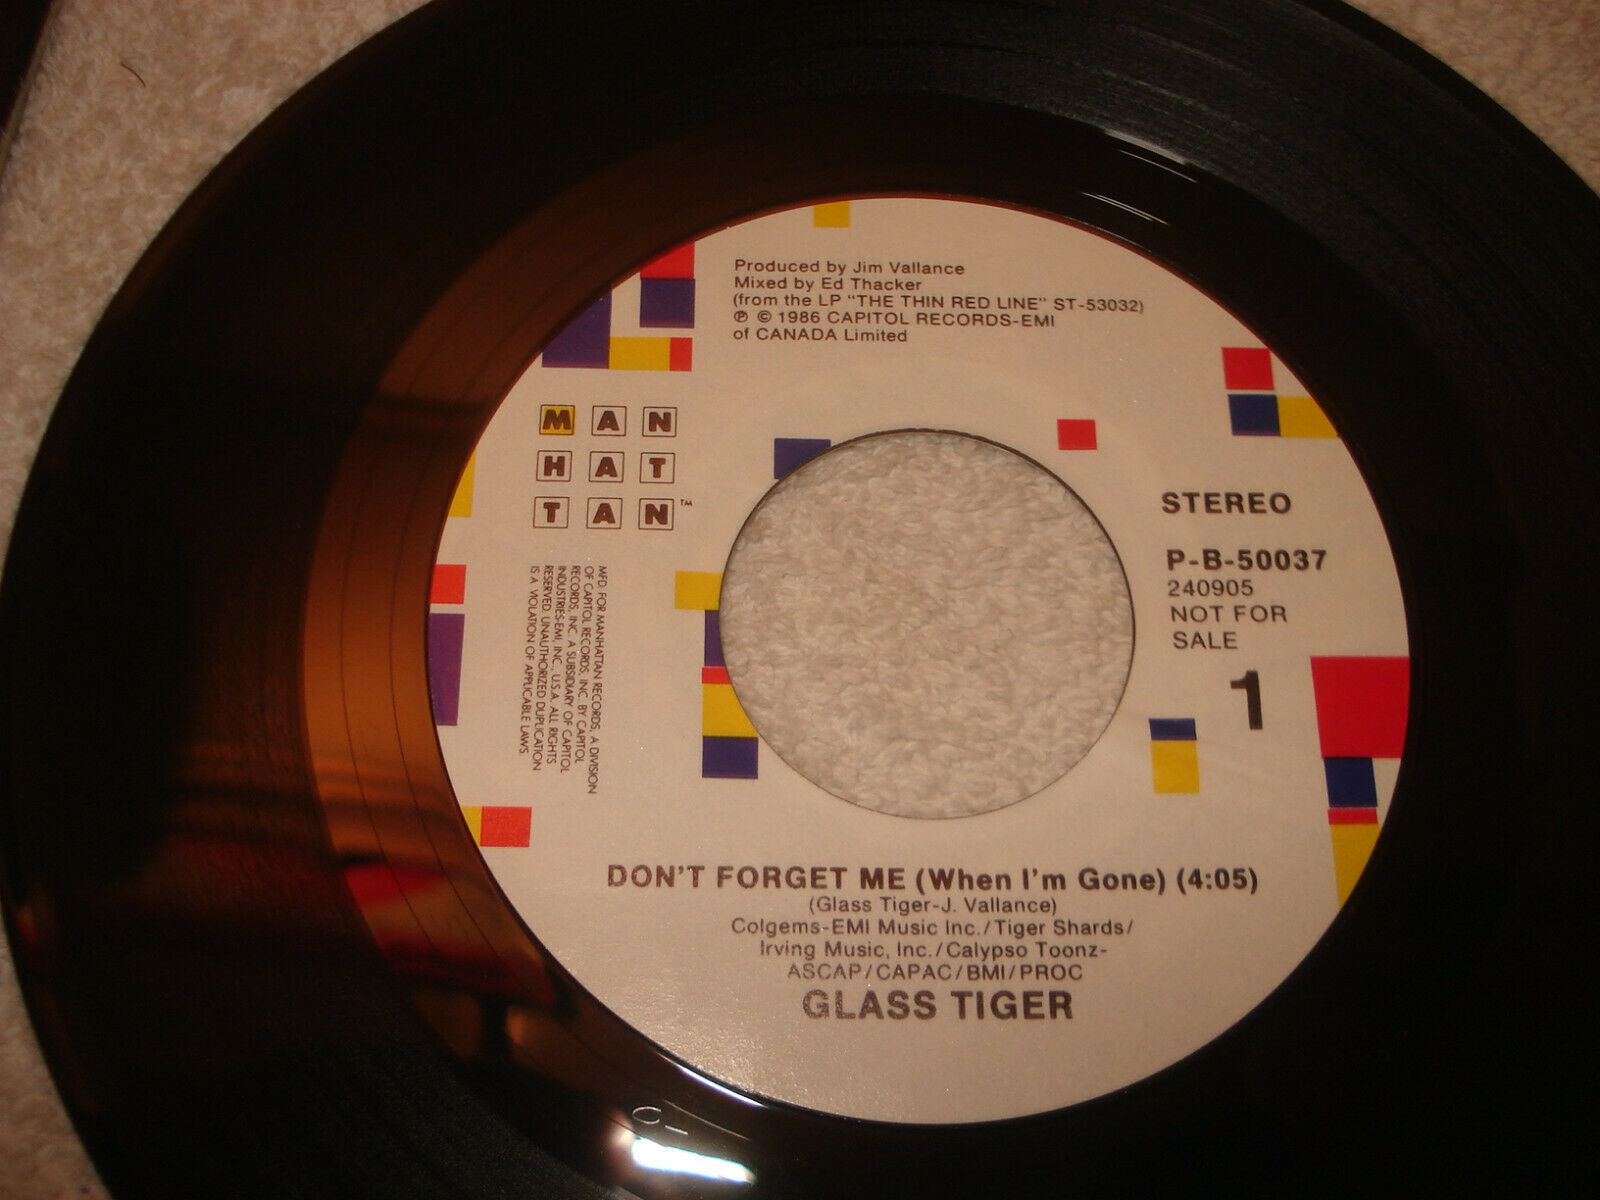 Produced by Jim Vallance
Mixed by Ed Thacker
(from the LP "THE THIN RED LINE" ST-53032)
℗ © 1986 CAPITOL RECORDS-EMI
of CANADA Limited
MAN
HAT
TAN™
STEREO
P-B-50037
240905
NOT FOR
SALE
1
MFD. FOR MANHATTAN RECORDS, A DIVISION
OF CAPITOL RECORDS, INC. BY CAPITOL
RECORDS, INC. A SUBSIDIARY OF CAPITOL
INDUSTRIES-EMI, INC., U.S.A. ALL RIGHTS
RESERVED. UNAUTHORIZED DUPLICATION
IS A VIOLATION OF APPLICABLE LAWS.
DON'T FORGET ME (When I'm Gone) (4:05)
(Glass Tiger-J. Vallance)
Colgems-EMI Music Inc./Tiger Shards/
Irving Music, Inc./Calypso Toonz-
ASCAP/CAPAC/BMI/PROC
GLASS TIGER